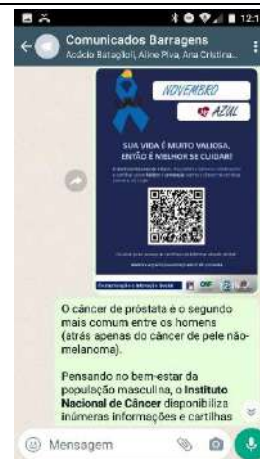 12:1
Comunicados Barragens
Acácio Bataglioli, Aline Piva, Ana Cristina...
NOVEMBRO
AZUL
SUA VIDA É MUITO VALIOSA,
ENTÃO É MELHOR SE CUIDAR!
O câncer de próstata é o segundo
mais comum entre os homens
(atrás apenas do câncer de pele não-
melanoma).
Pensando no bem-estar da
população masculina, o Instituto
Nacional de Câncer disponibiliza
inúmeras informações e cartilhas
Mensagem